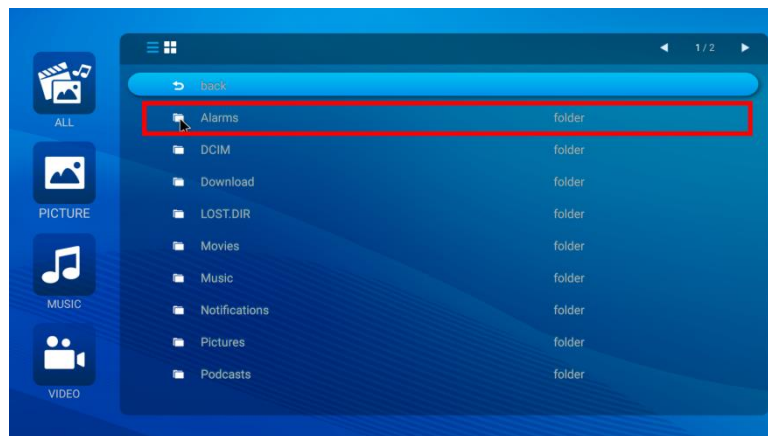 1 / 2
back
ALL
Alarms folder
DCIM folder
Download folder
PICTURE
LOST.DIR folder
Movies folder
Music folder
MUSIC
Notifications folder
Pictures folder
Podcasts folder
VIDEO